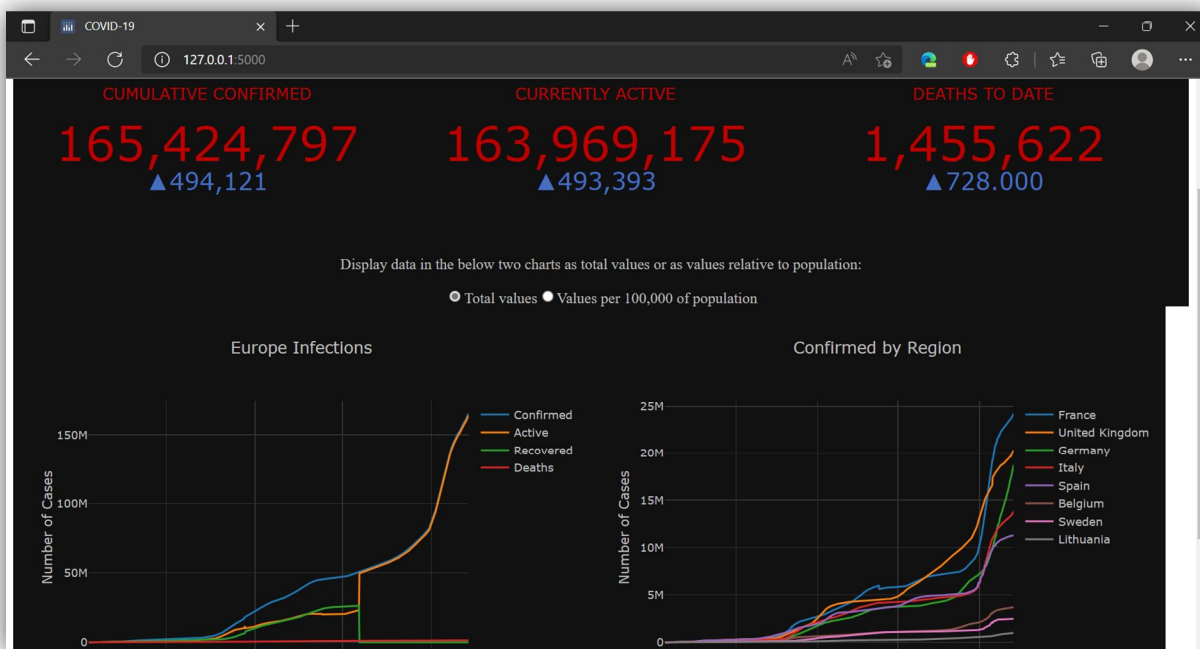 COVID-19
127.0.0.1:5000
CUMULATIVE CONFIRMED
CURRENTLY ACTIVE
DEATHS TO DATE
165,424,797
163,969,175
1,455,622
▲494,121
▲493,393
▲728.000
Display data in the below two charts as total values or as values relative to population:
Total values Values per 100,000 of population
Europe Infections
Number of Cases
150M
100M
50M
0
Confirmed
Active
Recovered
Deaths
Confirmed by Region
Number of Cases
25M
20M
15M
10M
5M
0
France
United Kingdom
Germany
Italy
Spain
Belgium
Sweden
Lithuania